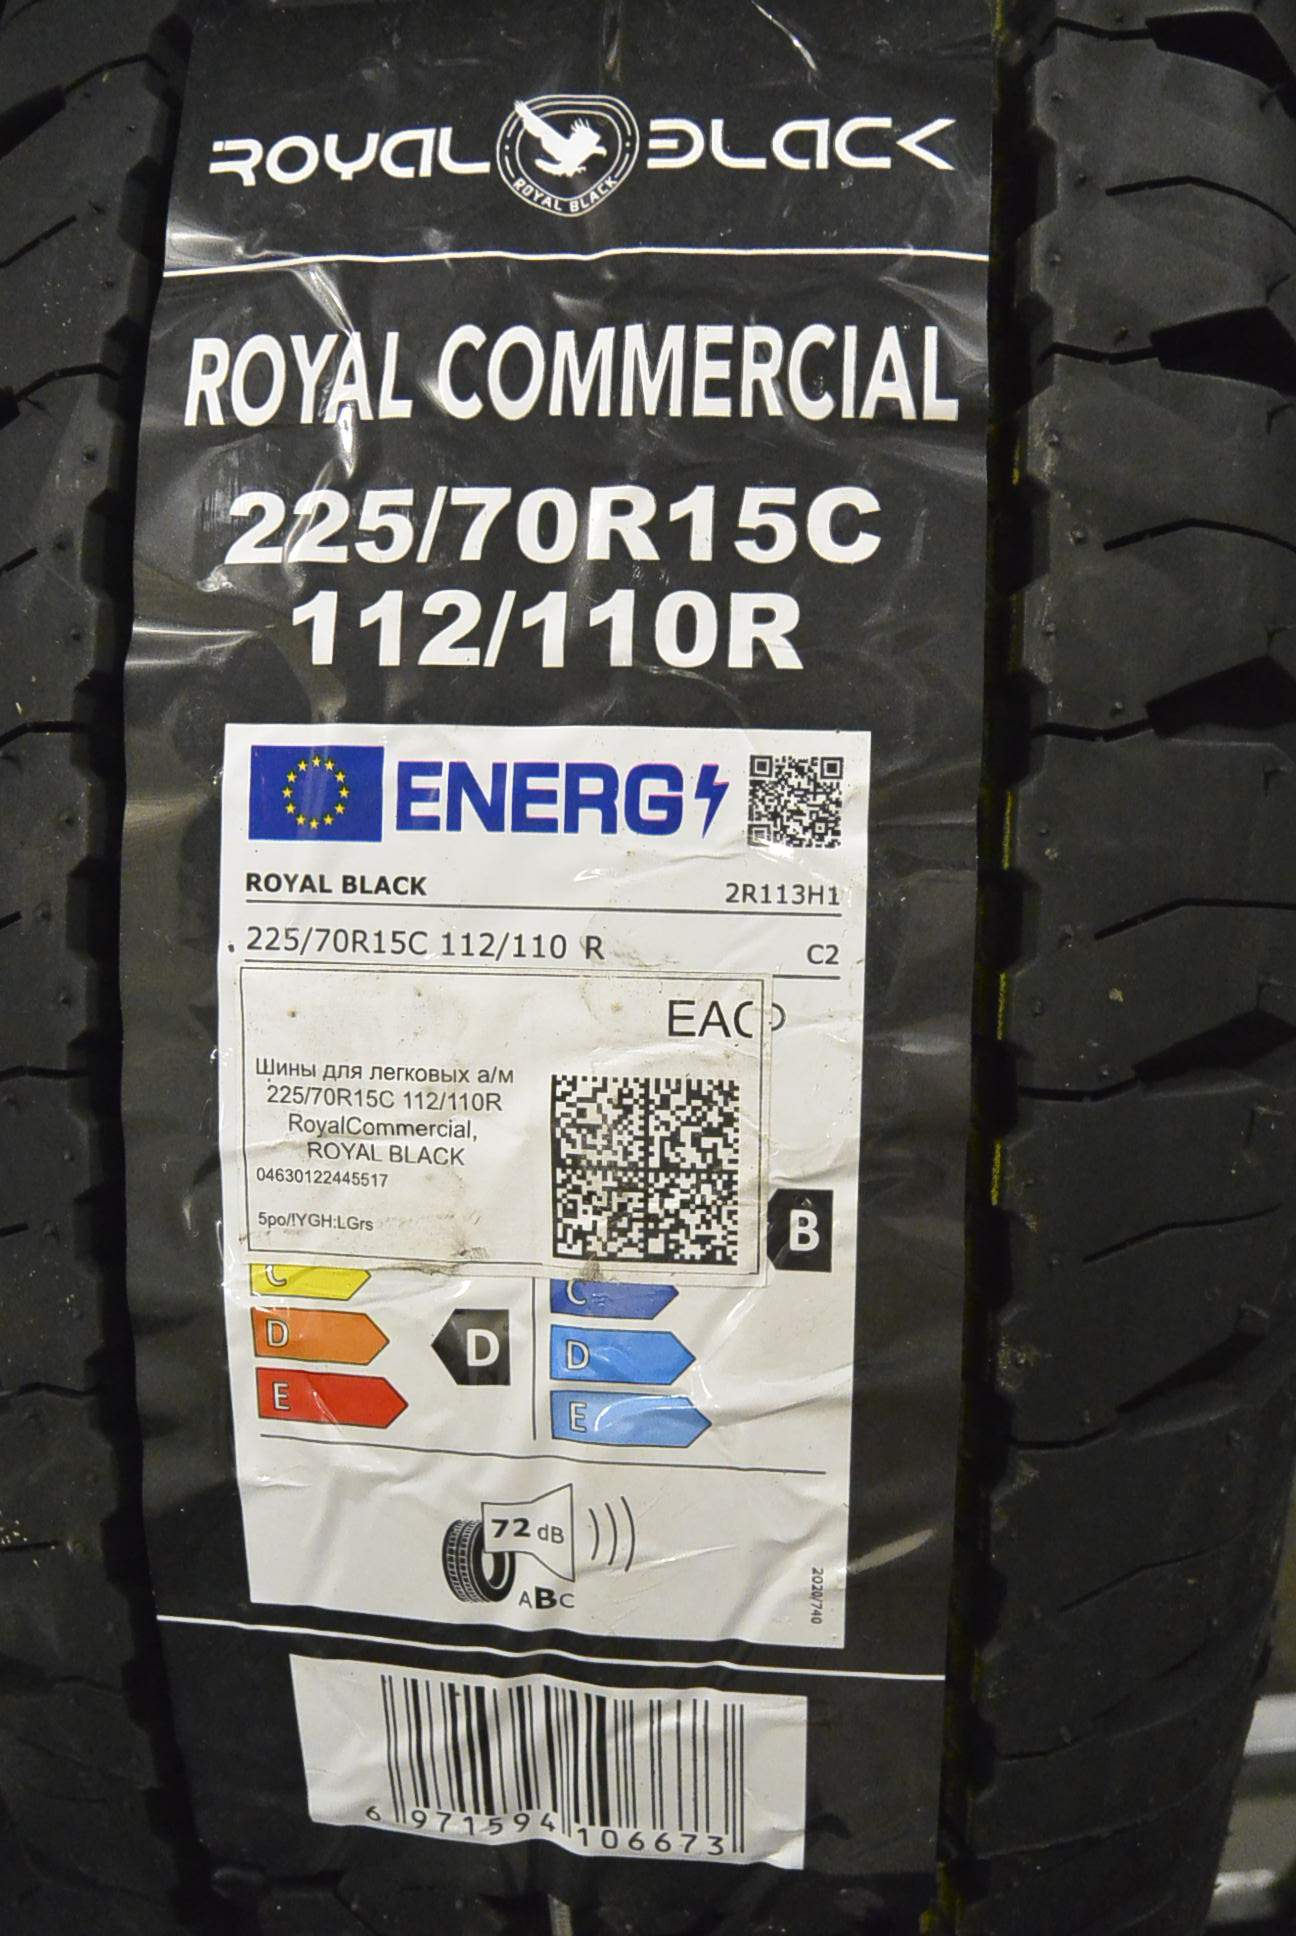 ROYAL BLACK
ROYAL BLACK
ROYAL COMMERCIAL
225/70R15C
112/110R
ENERG
ROYAL BLACK 2R113H1
225/70R15C 112/110 R C2
EAC
Шины для легковых а/м
225/70R15C 112/110R
RoyalCommercial,
ROYAL BLACK
04630122445517
5po/!YGH:LGrs
B
C C
D D D
E E
72 dB
ABC
2020/740
6 971594 106673